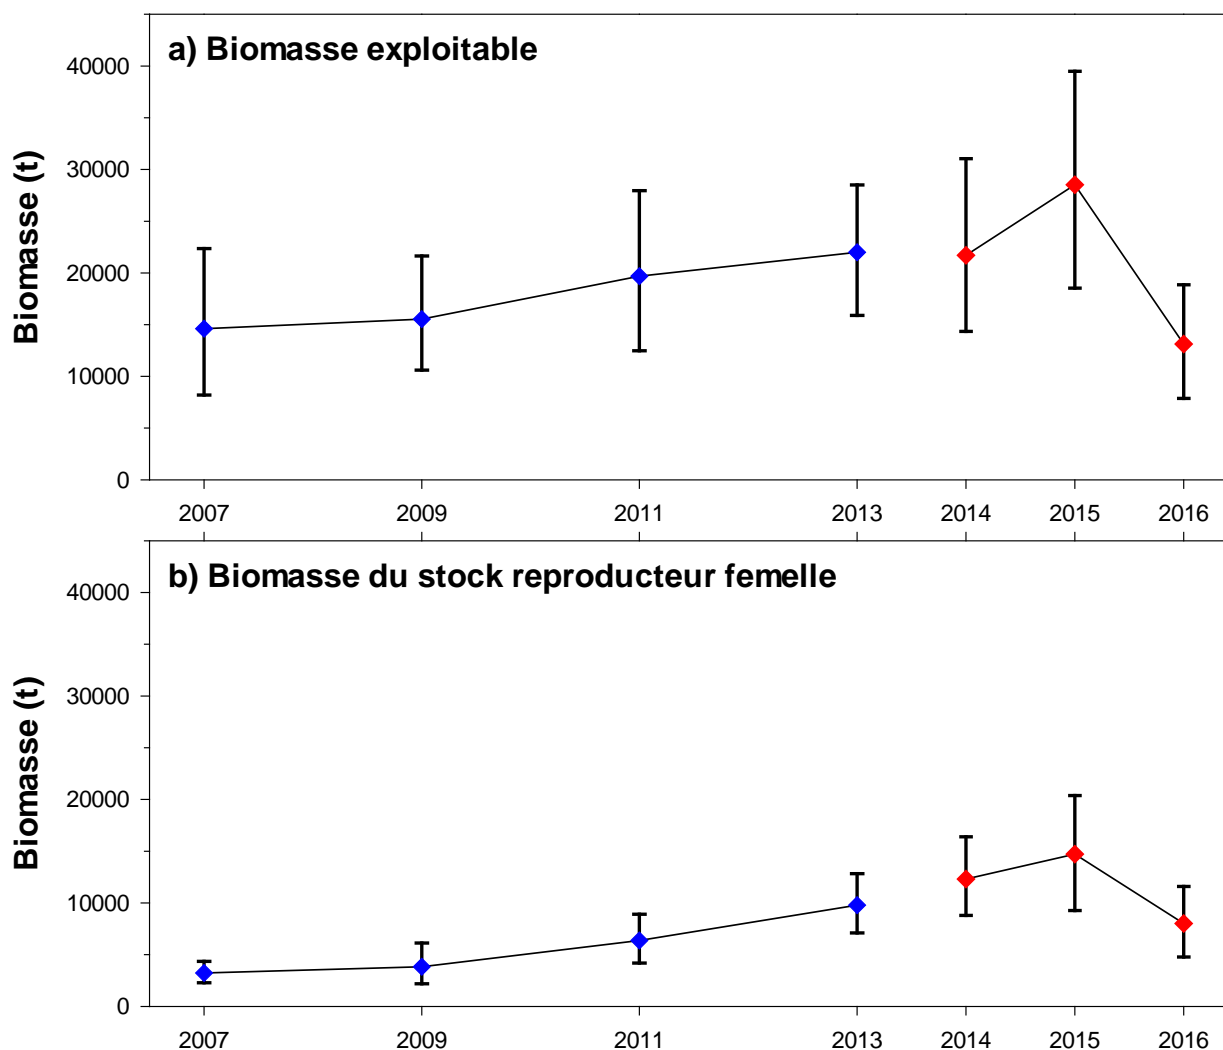 a) Biomasse exploitable
Biomasse (t)
40000
30000
20000
10000
0
2007 2009 2011 2013 2014 2015 2016
b) Biomasse du stock reproducteur femelle
Biomasse (t)
40000
30000
20000
10000
0
2007 2009 2011 2013 2014 2015 2016